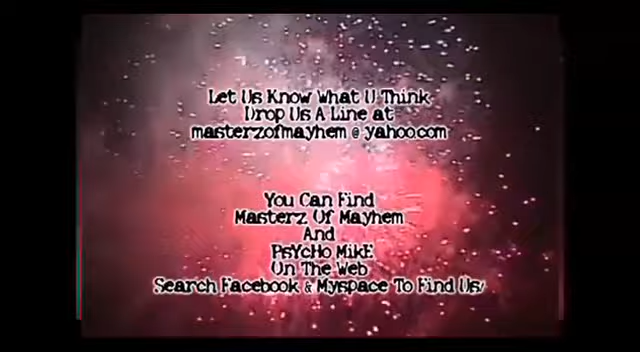 Let Us Know What U Think
Drop Us A Line at
masterzofmayhem @ yahoo.com
You Can Find
Masterz Of Mayhem
And
PsYcHo MikE
On The Web
Search Facebook & Myspace To Find Us!